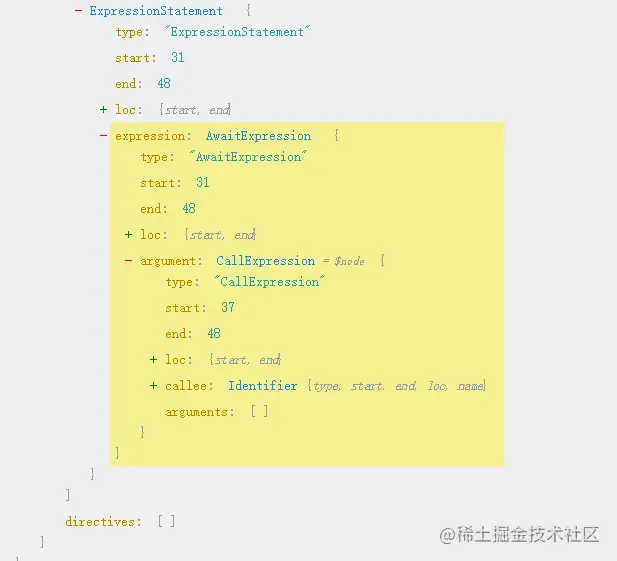 - ExpressionStatement {
type: "ExpressionStatement"
start: 31
end: 48
+ loc: {start, end}
- expression: AwaitExpression {
type: "AwaitExpression"
start: 31
end: 48
+ loc: {start, end}
- argument: CallExpression = $node {
type: "CallExpression"
start: 37
end: 48
+ loc: {start, end}
+ callee: Identifier {type, start, end, loc, name}
arguments: [ ]
}
}
}
]
directives: [ ]
}
@稀土掘金技术社区